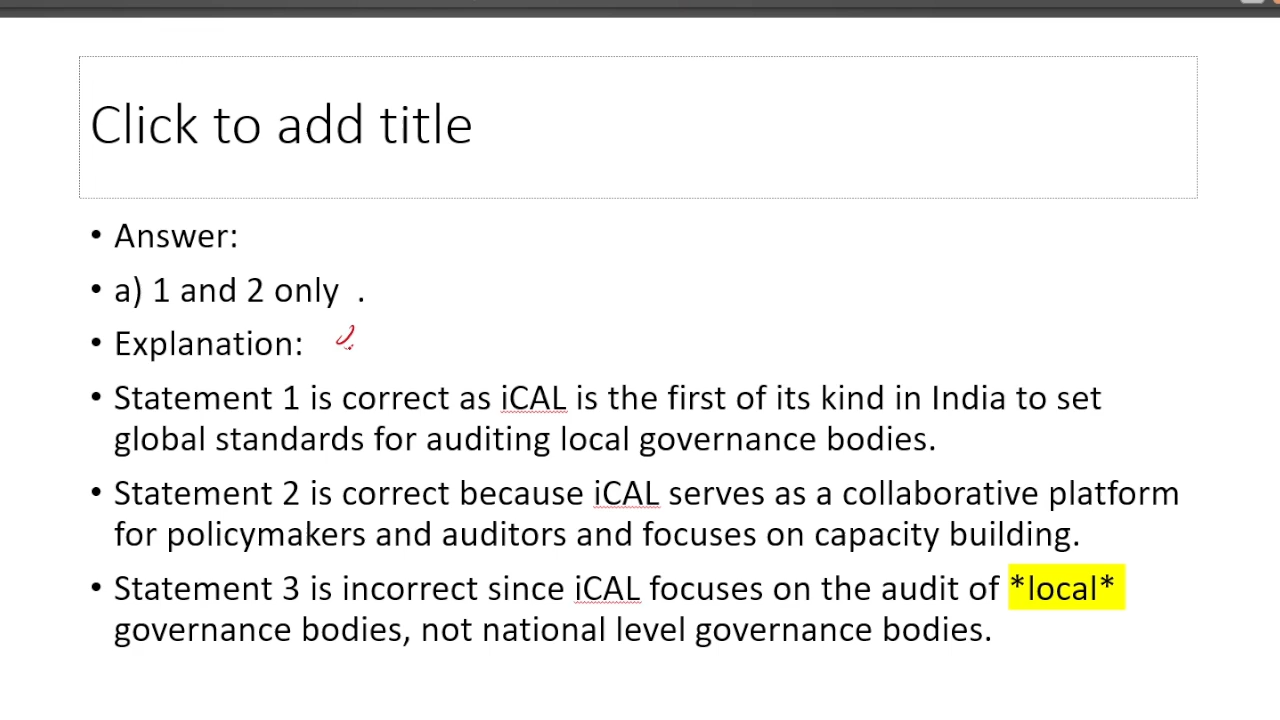 Click to add title
• Answer:
• a) 1 and 2 only .
• Explanation:
• Statement 1 is correct as iCAL is the first of its kind in India to set
global standards for auditing local governance bodies.
• Statement 2 is correct because iCAL serves as a collaborative platform
for policymakers and auditors and focuses on capacity building.
• Statement 3 is incorrect since iCAL focuses on the audit of *local*
governance bodies, not national level governance bodies.